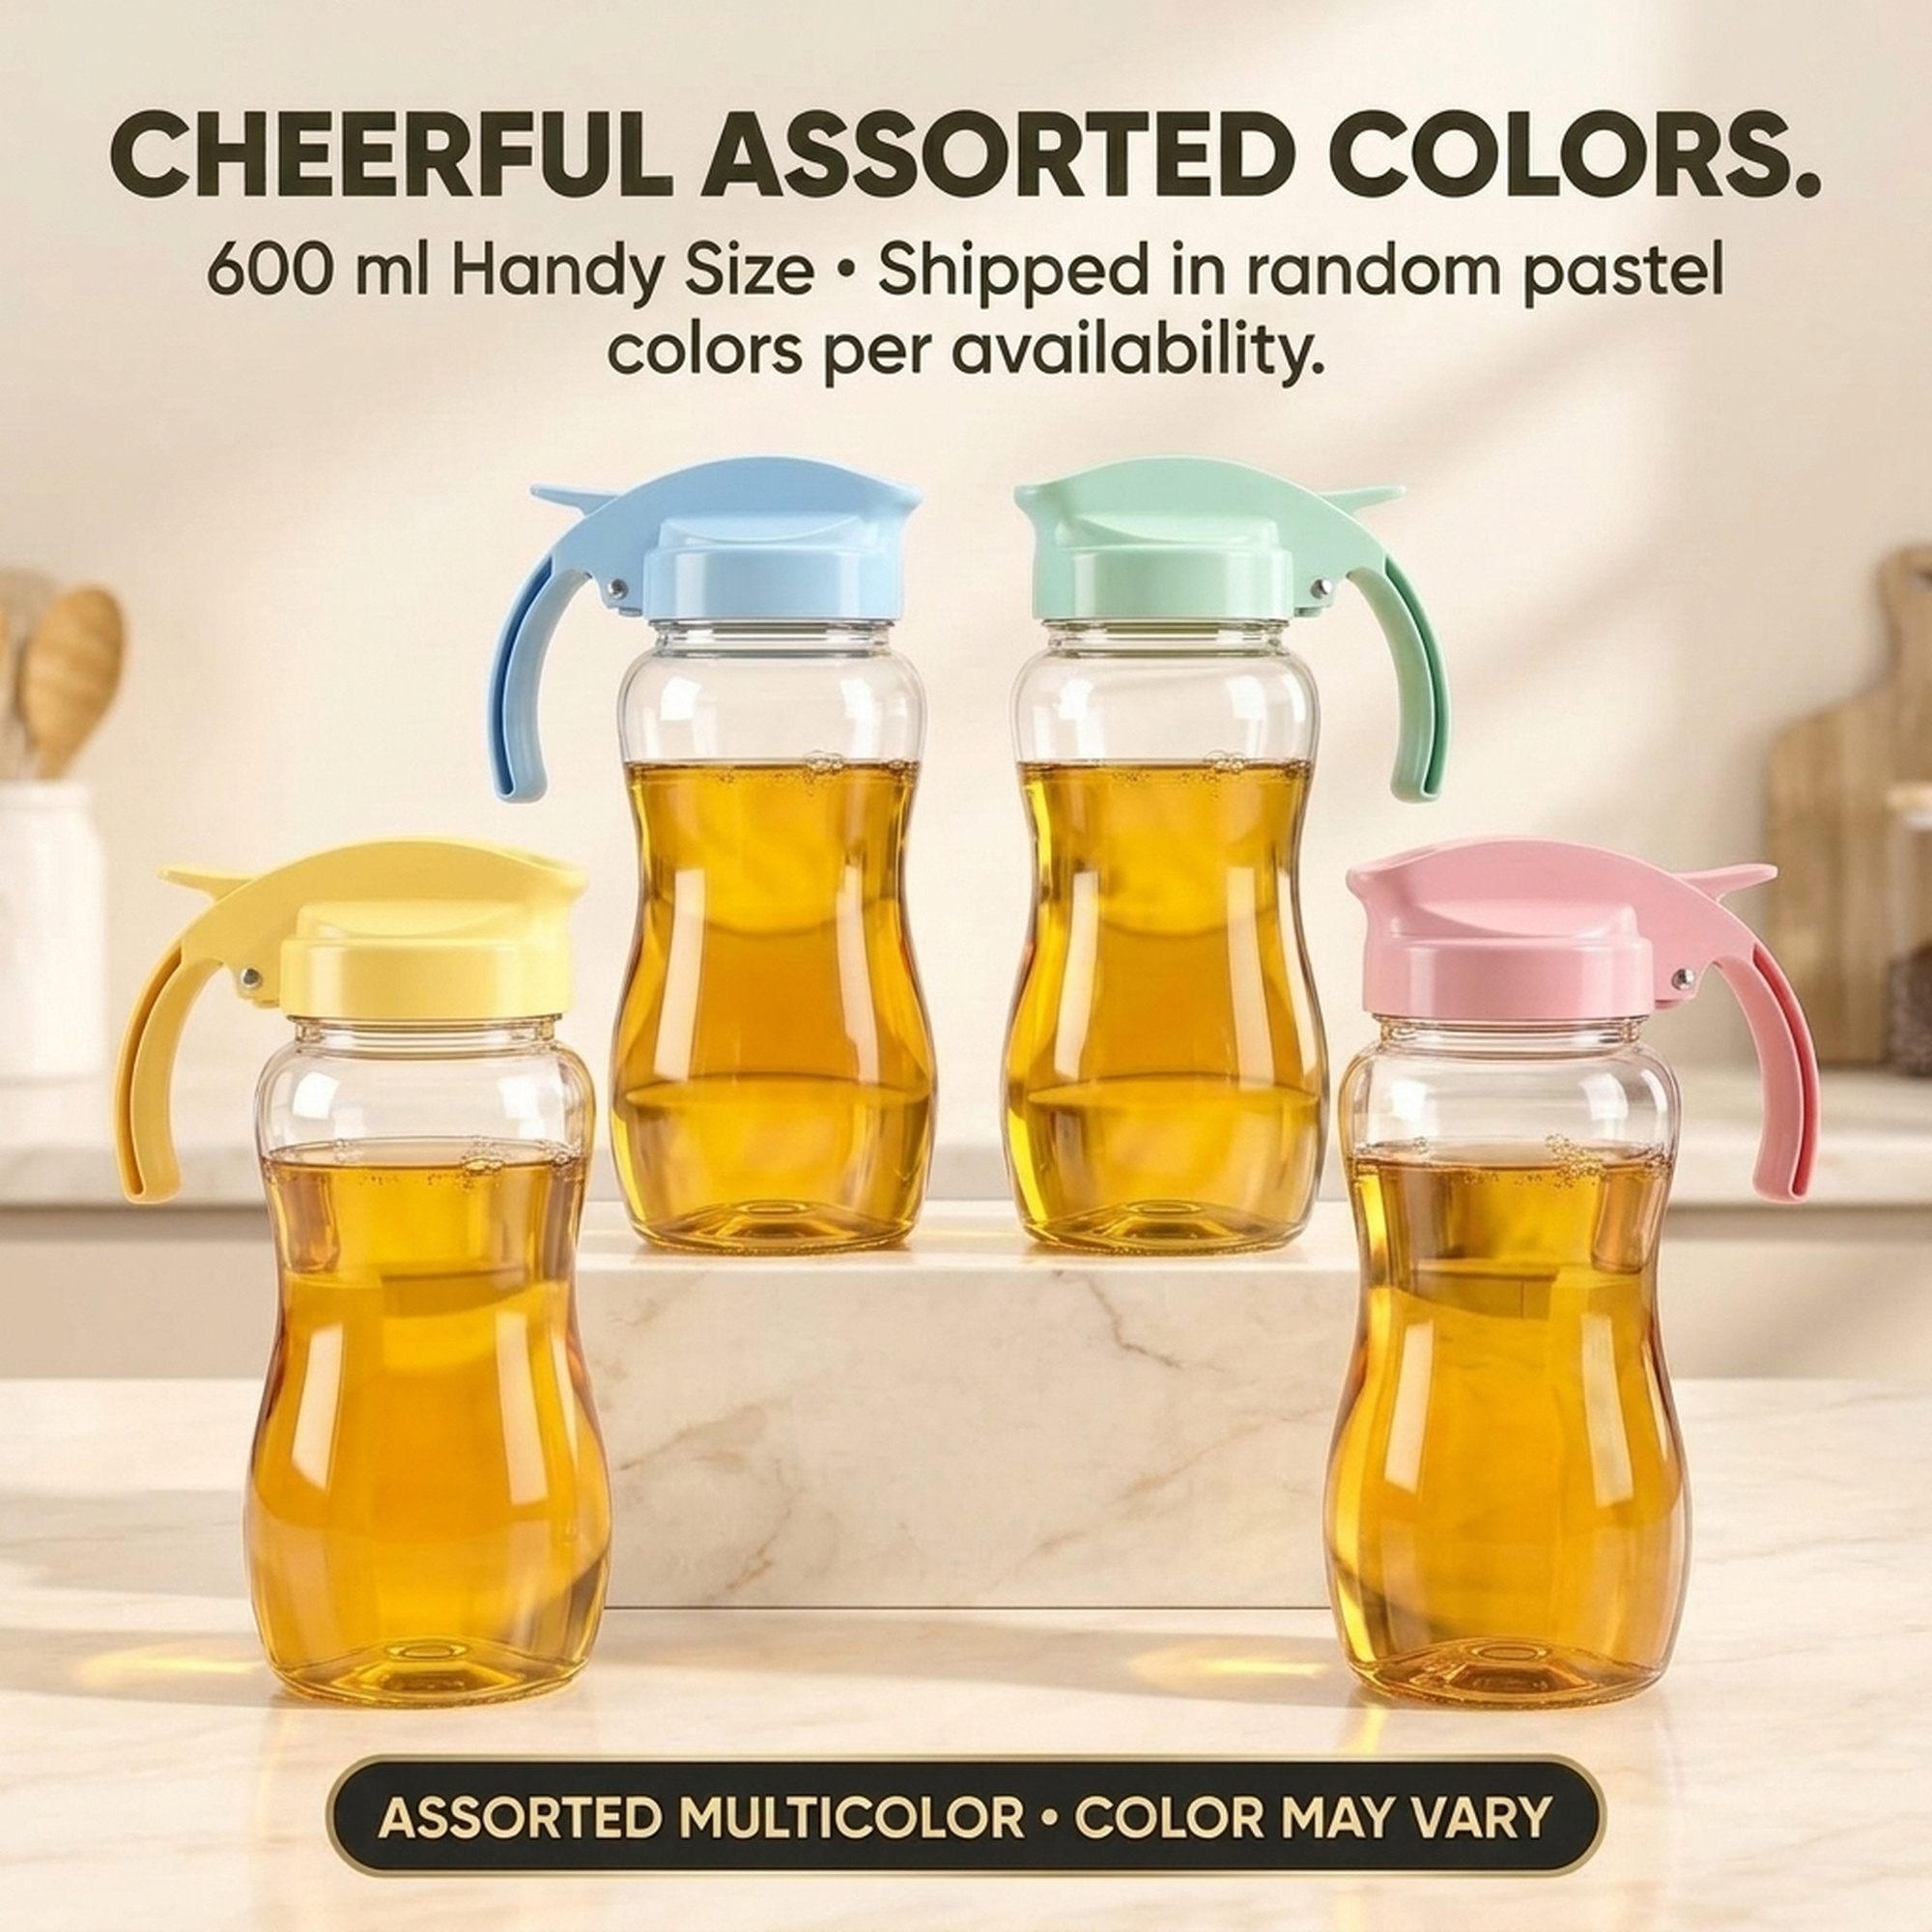 CHEERFUL ASSORTED COLORS.
600 ml Handy Size • Shipped in random pastel
colors per availability.
ASSORTED MULTICOLOR • COLOR MAY VARY